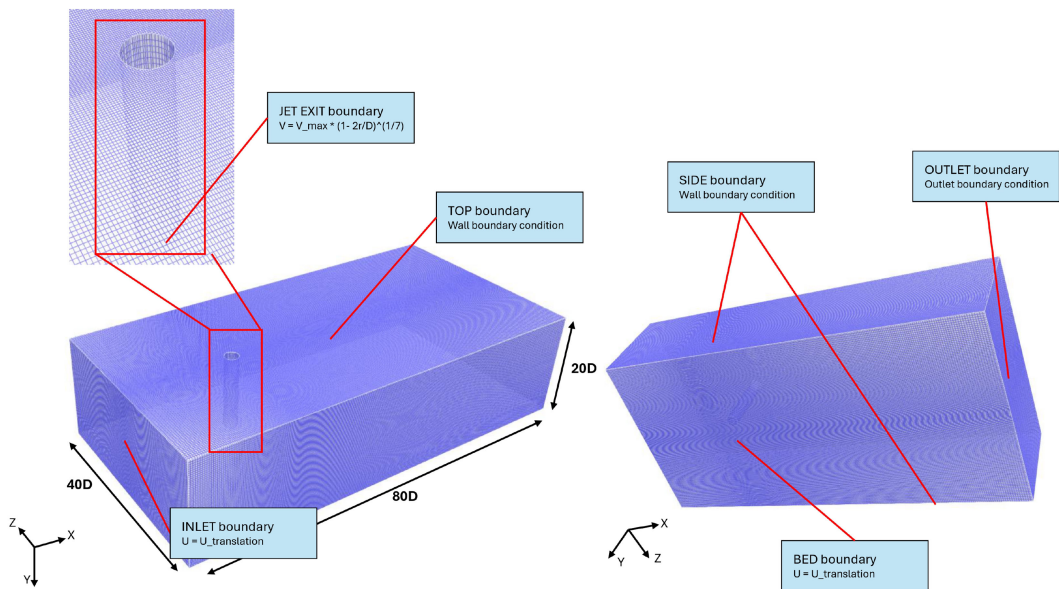 JET EXIT boundary
V = V_max * (1- 2r/D)^(1/7)
TOP boundary
Wall boundary condition
SIDE boundary
Wall boundary condition
OUTLET boundary
Outlet boundary condition
20D
40D
80D
INLET boundary
U = U_translation
BED boundary
U = U_translation
Z
X
Y
X
Y
Z